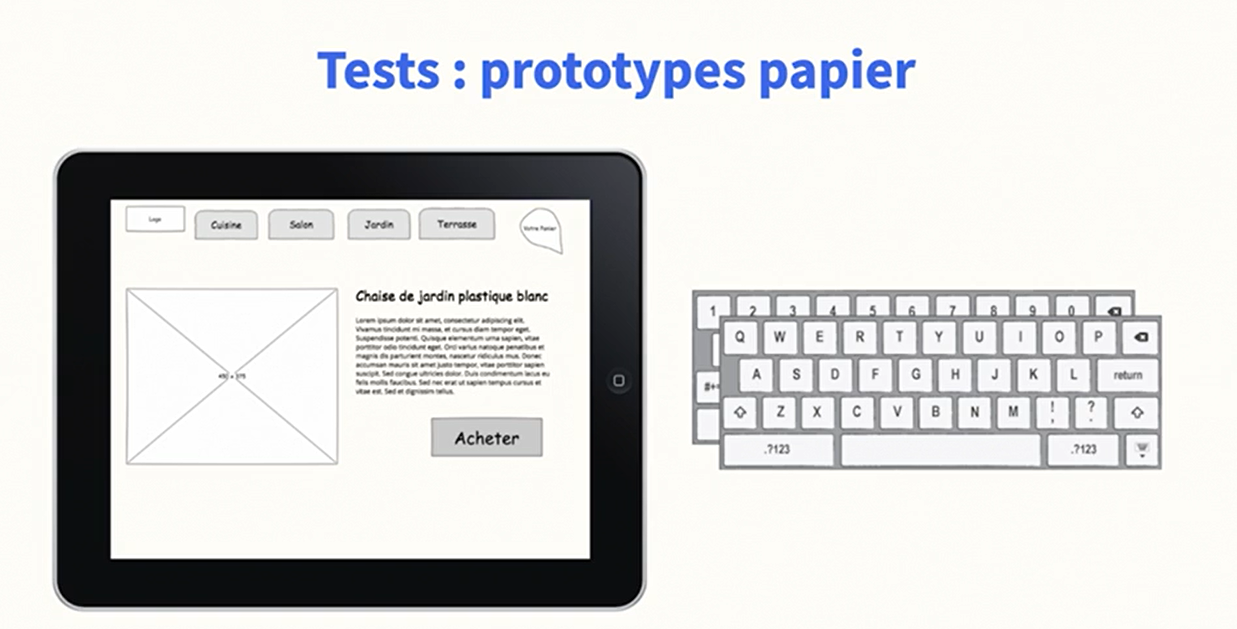 Tests : prototypes papier
Logo
Cuisine
Salon
Jardin
Terrasse
Votre Panier
Chaise de jardin plastique blanc
Lorem ipsum dolor sit amet, consectetur adipiscing elit.
Vivamus tincidunt mi massa, et cursus diam tempor eget.
Suspendisse potenti. Quisque elementum urna sapien, vitae
porttitor odio tincidunt eget. Orci varius natoque penatibus et
magnis dis parturient montes, nascetur ridiculus mus. Donec
accumsan mauris sit amet justo tempor, vitae porttitor sapien
suscipit. Sed congue ultricies dolor. Duis condimentum lacus eu
felis mollis faucibus. Sed nec erat ut sapien tempus cursus et
vitae est. Sed et dignissim tellus.
Acheter
1 2 3 4 5 6 7 8 9 0
Q W E R T Y U I O P
A S D F G H J K L return
#+
Z X C V B N M ! , ? .
.?123 .?123